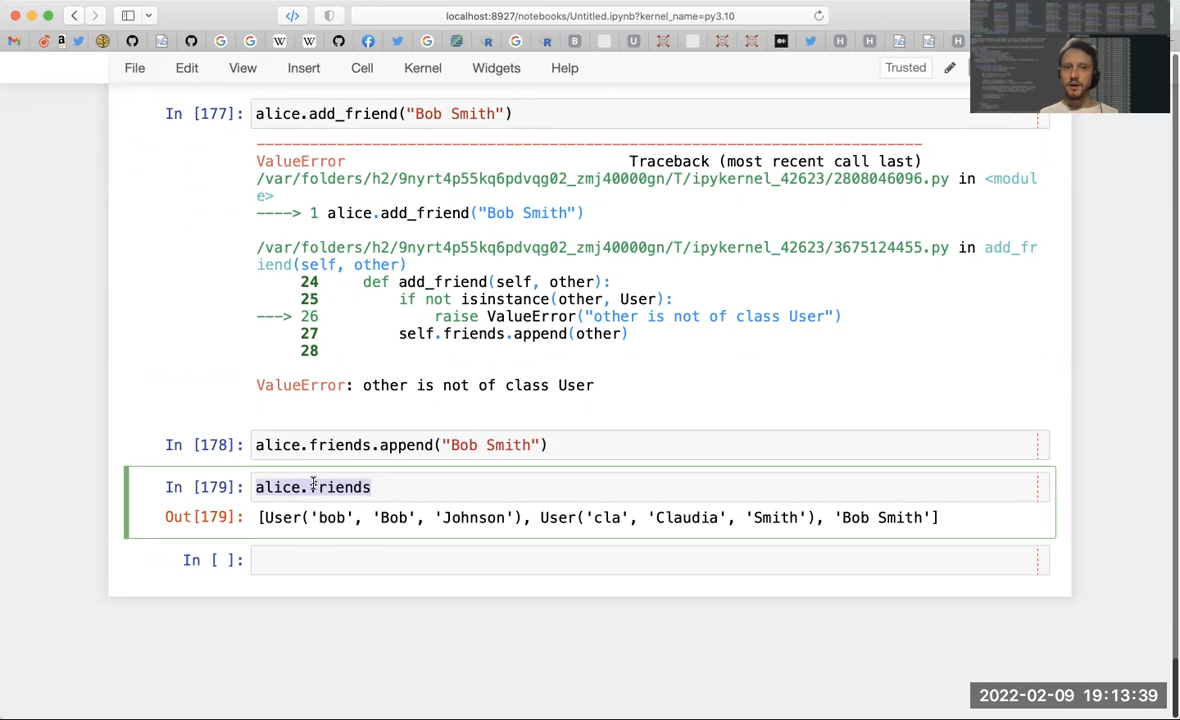 localhost:8927/notebooks/Untitled.ipynb?kernel_name=py3.10
File Edit View Insert Cell Kernel Widgets Help Trusted
In [177]: alice.add_friend("Bob Smith")
---------------------------------------------------------------------------
ValueError Traceback (most recent call last)
/var/folders/h2/9nyrt4p55kq6pdvqg02_zmj40000gn/T/ipykernel_42623/2808046096.py in <modul
e>
----> 1 alice.add_friend("Bob Smith")
/var/folders/h2/9nyrt4p55kq6pdvqg02_zmj40000gn/T/ipykernel_42623/3675124455.py in add_fr
iend(self, other)
24 def add_friend(self, other):
25 if not isinstance(other, User):
---> 26 raise ValueError("other is not of class User")
27 self.friends.append(other)
28
ValueError: other is not of class User
In [178]: alice.friends.append("Bob Smith")
In [179]: alice.friends
Out[179]: [User('bob', 'Bob', 'Johnson'), User('cla', 'Claudia', 'Smith'), 'Bob Smith']
In [ ]:
2022-02-09 19:13:39